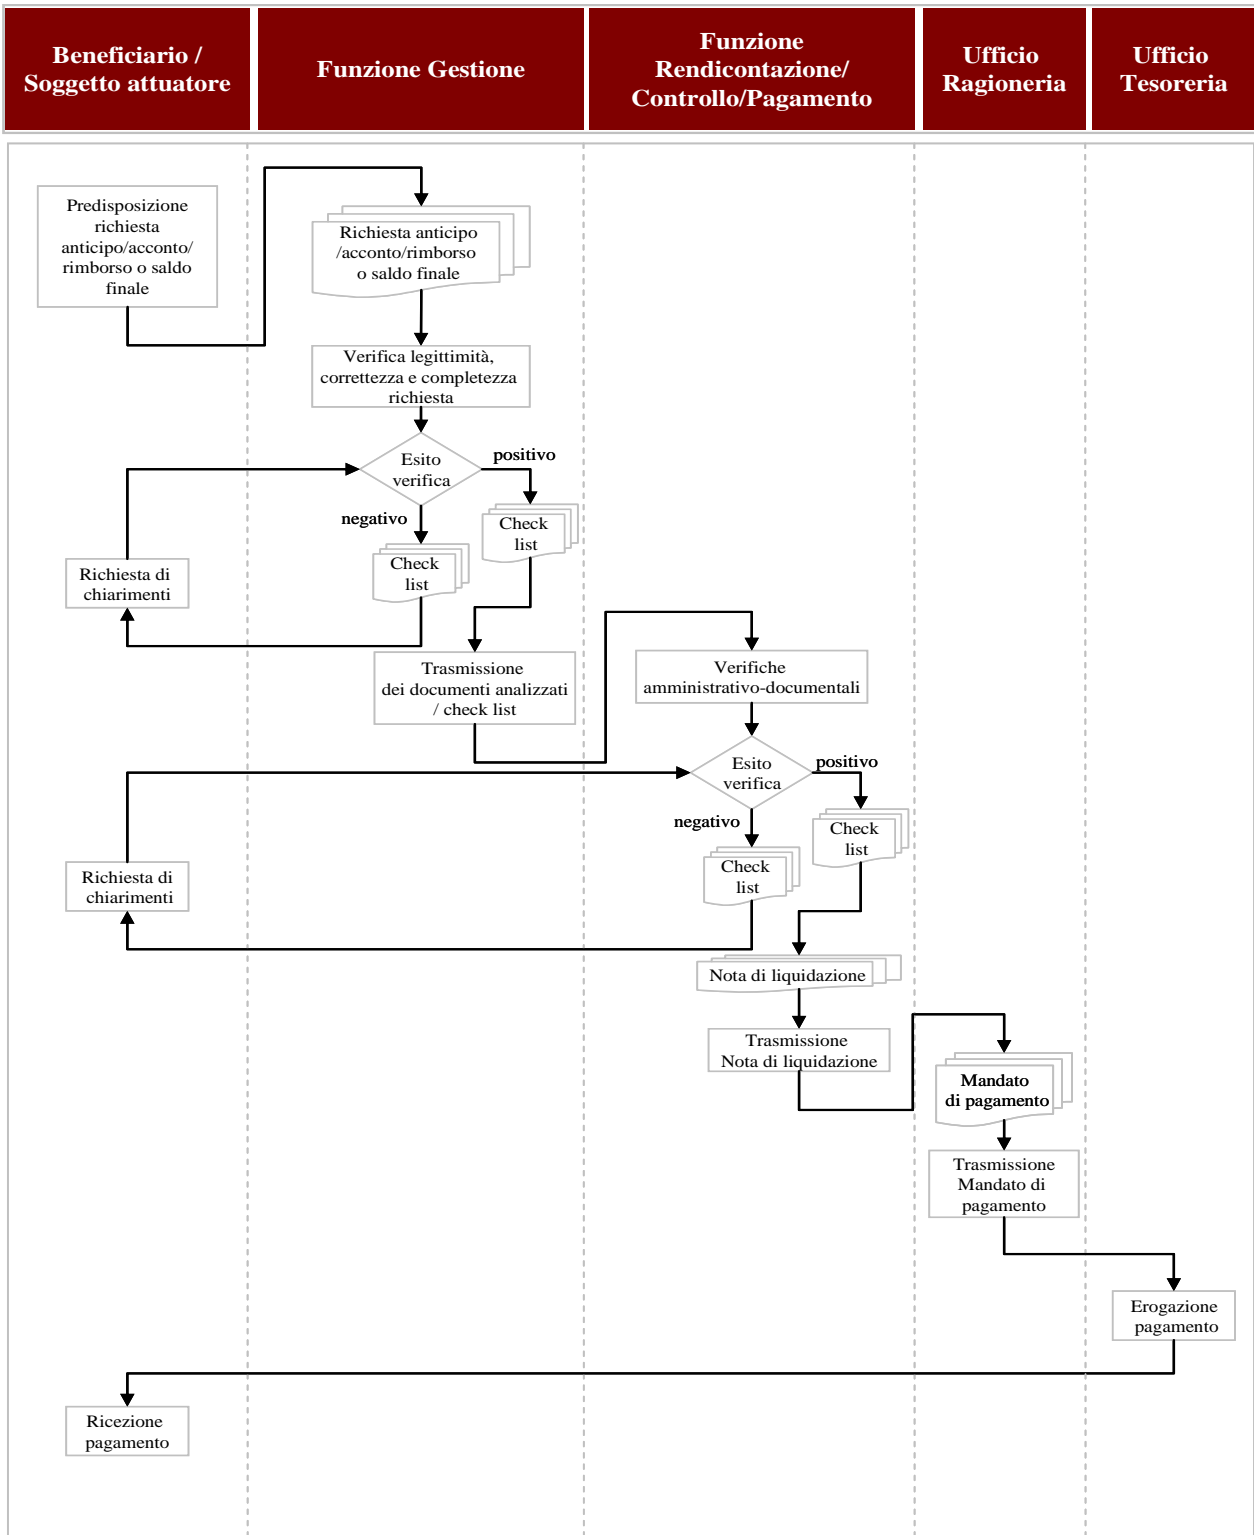 Beneficiario /
Soggetto attuatore
Funzione Gestione
Funzione
Rendicontazione/
Controllo/Pagamento
Ufficio
Ragioneria
Ufficio
Tesoreria
Predisposizione
richiesta
anticipo/acconto/
rimborso o saldo
finale
Richiesta anticipo
/acconto/rimborso
o saldo finale
Verifica legittimità,
correttezza e completezza
richiesta
Esito
verifica
positivo
negativo
Check
list
Check
list
Richiesta di
chiarimenti
Trasmissione
dei documenti analizzati
/ check list
Verifiche
amministrativo-documentali
Esito
verifica
positivo
negativo
Check
list
Check
list
Richiesta di
chiarimenti
Nota di liquidazione
Trasmissione
Nota di liquidazione
Mandato
di pagamento
Trasmissione
Mandato di
pagamento
Erogazione
pagamento
Ricezione
pagamento